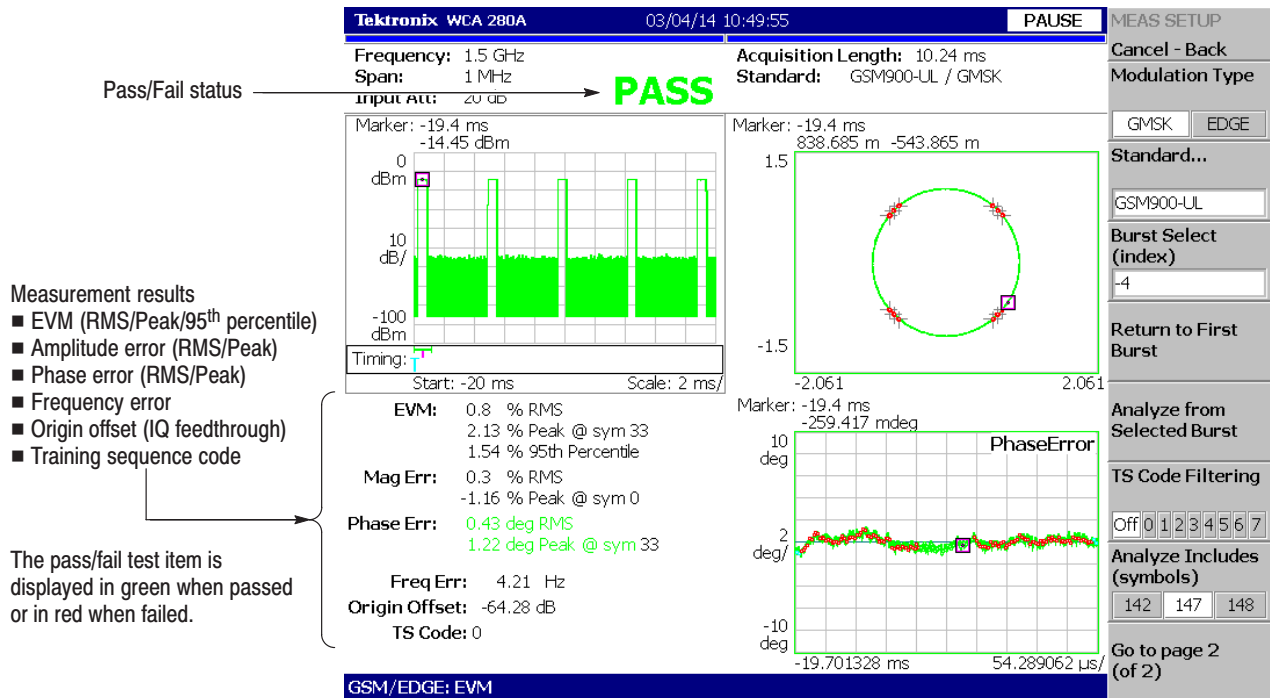 Tektronix WCA 280A 03/04/14 10:49:55 PAUSE
Frequency: 1.5 GHz
Span: 1 MHz
Input Att: 20 dB
PASS
Acquisition Length: 10.24 ms
Standard: GSM900-UL / GMSK
Pass/Fail status
Marker: -19.4 ms
-14.45 dBm
0
dBm
10
dB/
-100
dBm
Timing:
T
Start: -20 ms Scale: 2 ms/
Marker: -19.4 ms
838.685 m -543.865 m
1.5
-1.5
-2.061 2.061
Measurement results
■ EVM (RMS/Peak/95th percentile)
■ Amplitude error (RMS/Peak)
■ Phase error (RMS/Peak)
■ Frequency error
■ Origin offset (IQ feedthrough)
■ Training sequence code
The pass/fail test item is
displayed in green when passed
or in red when failed.
EVM: 0.8 % RMS
2.13 % Peak @ sym 33
1.54 % 95th Percentile
Mag Err: 0.3 % RMS
-1.16 % Peak @ sym 0
Phase Err: 0.43 deg RMS
1.22 deg Peak @ sym 33
Freq Err: 4.21 Hz
Origin Offset: -64.28 dB
TS Code: 0
Marker: -19.4 ms
-259.417 mdeg
10
deg
PhaseError
2
deg/
-10
deg
-19.701328 ms 54.289062 µs/
GSM/EDGE: EVM
MEAS SETUP
Cancel - Back
Modulation Type
GMSK EDGE
Standard...
GSM900-UL
Burst Select
(index)
-4
Return to First
Burst
Analyze from
Selected Burst
TS Code Filtering
Off 0 1 2 3 4 5 6 7
Analyze Includes
(symbols)
142 147 148
Go to page 2
(of 2)